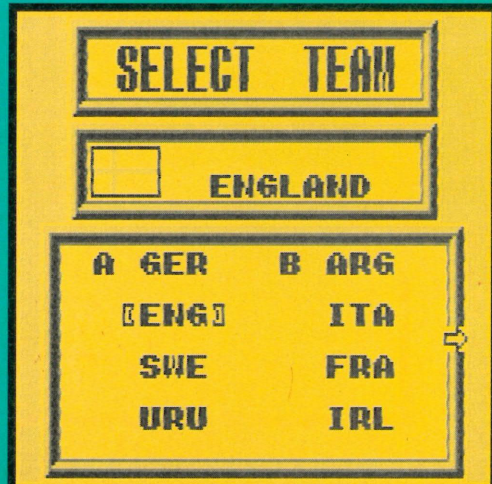 SELECT TEAM
ENGLAND
A GER B ARG
[ENG] ITA
SWE FRA
URU IRL